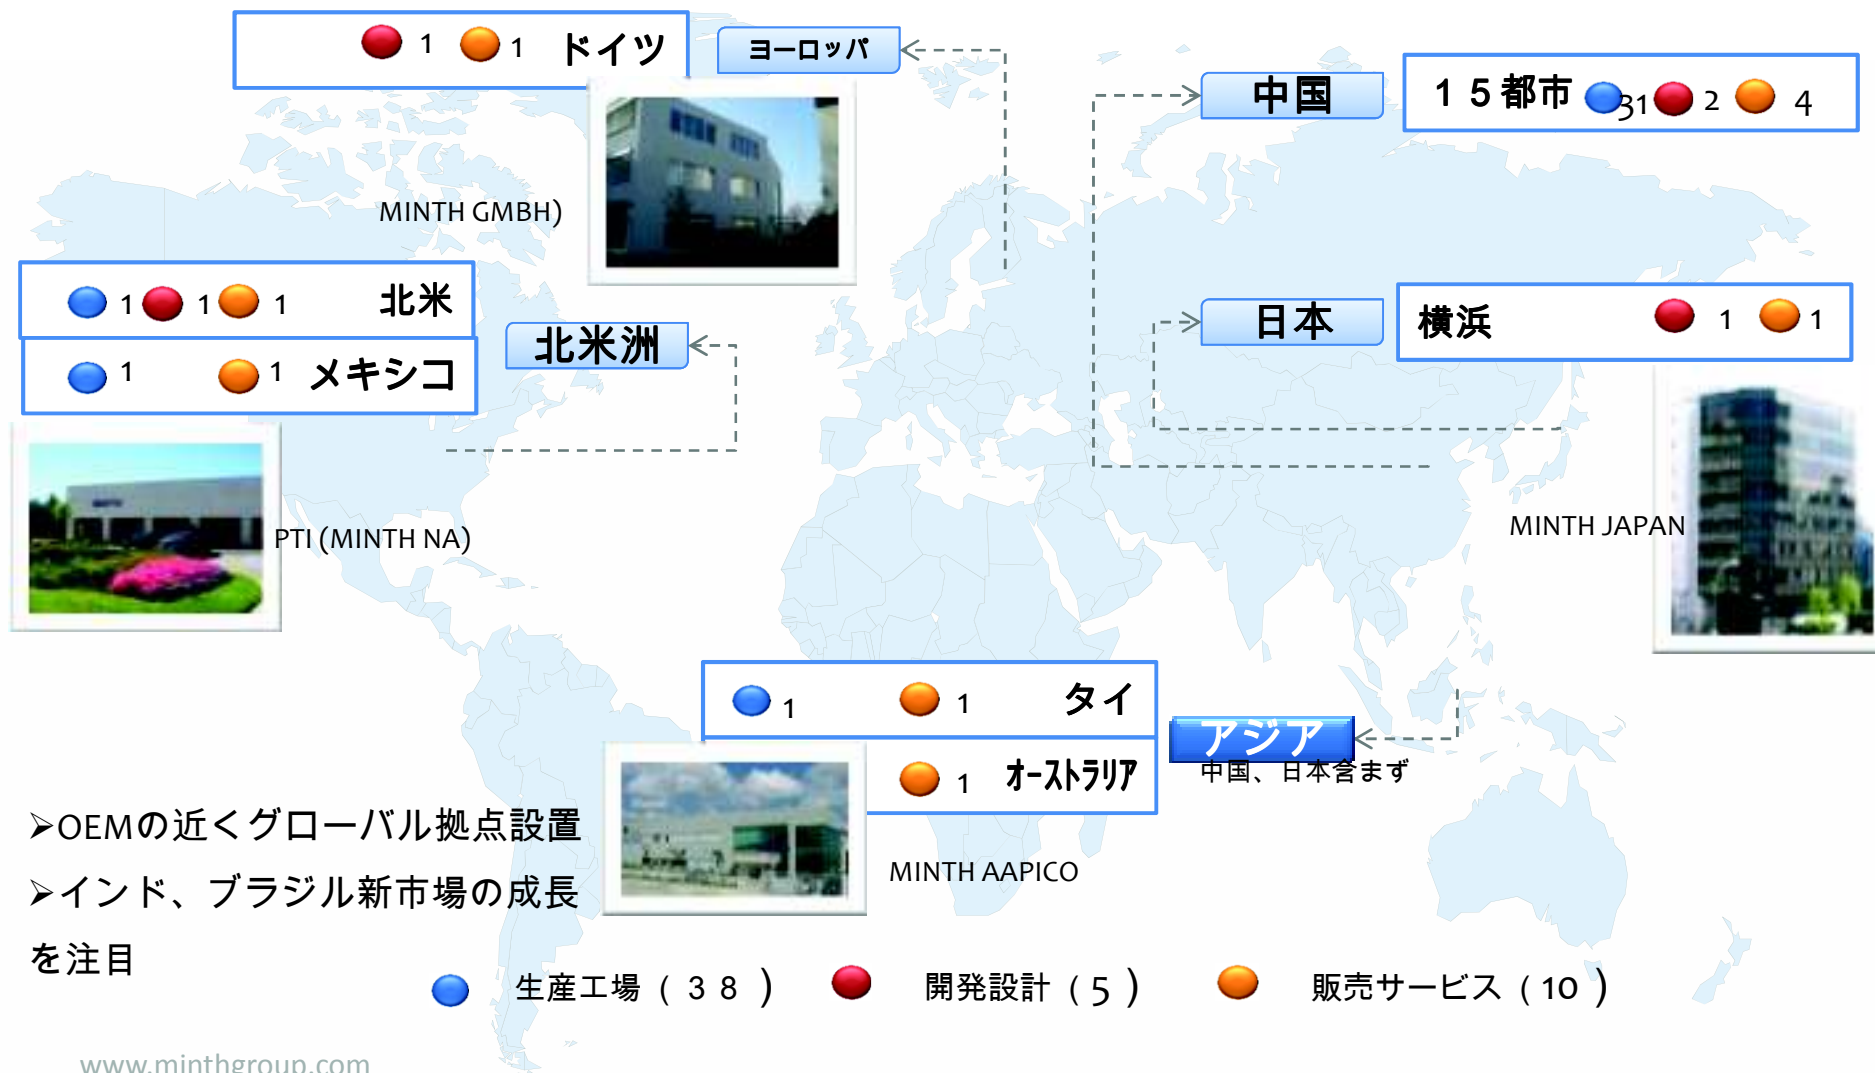 1 1 ドイツ
ヨーロッパ
中国
15都市 31 2 4
MINTH GMBH)
1 1 1 北米
1 1 メキシコ
北米洲
日本
横浜 1 1
PTI (MINTH NA)
MINTH JAPAN
1 1 タイ
1 オーストラリア
アジア
中国、日本含まず
MINTH AAPICO
➢OEMの近くグローバル拠点設置
➢インド、ブラジル新市場の成長
を注目
生産工場(38) 開発設計(5) 販売サービス(10)
www.minthgroup.com